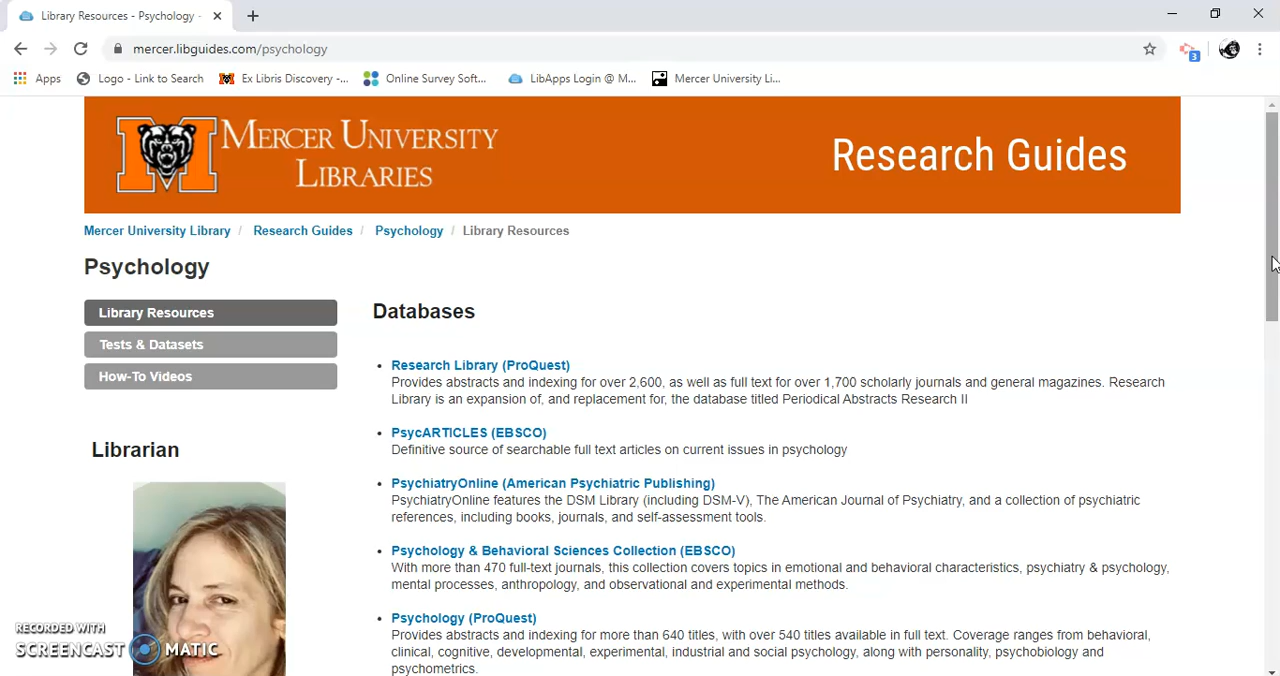 Library Resources - Psychology -
mercer.libguides.com/psychology
3
Apps
Logo - Link to Search
Ex Libris Discovery -...
Online Survey Soft...
LibApps Login @ M...
Mercer University Li...
M
MERCER UNIVERSITY
LIBRARIES
Research Guides
Mercer University Library / Research Guides / Psychology / Library Resources
Psychology
Library Resources
Tests & Datasets
How-To Videos
Librarian
Databases
• Research Library (ProQuest)
Provides abstracts and indexing for over 2,600, as well as full text for over 1,700 scholarly journals and general magazines. Research
Library is an expansion of, and replacement for, the database titled Periodical Abstracts Research II
• PsycARTICLES (EBSCO)
Definitive source of searchable full text articles on current issues in psychology
• PsychiatryOnline (American Psychiatric Publishing)
PsychiatryOnline features the DSM Library (including DSM-V), The American Journal of Psychiatry, and a collection of psychiatric
references, including books, journals, and self-assessment tools.
• Psychology & Behavioral Sciences Collection (EBSCO)
With more than 470 full-text journals, this collection covers topics in emotional and behavioral characteristics, psychiatry & psychology,
mental processes, anthropology, and observational and experimental methods.
• Psychology (ProQuest)
Provides abstracts and indexing for more than 640 titles, with over 540 titles available in full text. Coverage ranges from behavioral,
clinical, cognitive, developmental, experimental, industrial and social psychology, along with personality, psychobiology and
psychometrics.
RECORDED WITH
SCREENCAST MATIC